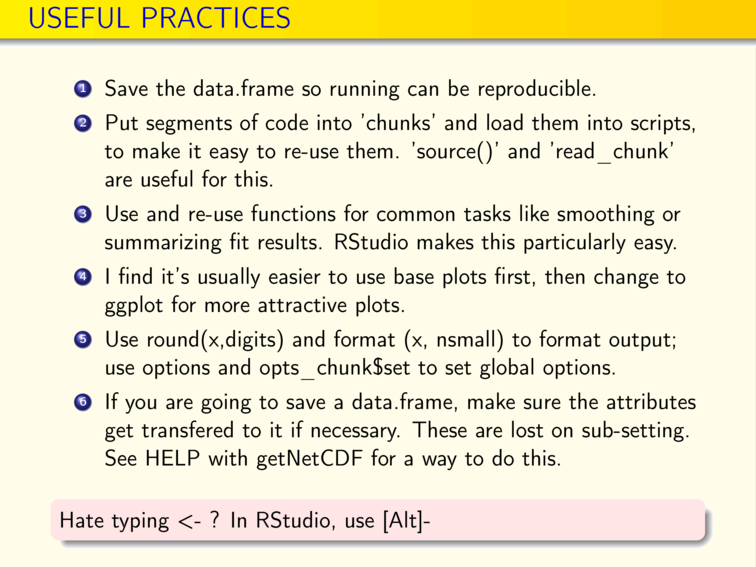 USEFUL PRACTICES
1 Save the data.frame so running can be reproducible.
2 Put segments of code into 'chunks' and load them into scripts,
to make it easy to re-use them. 'source()' and 'read_chunk'
are useful for this.
3 Use and re-use functions for common tasks like smoothing or
summarizing fit results. RStudio makes this particularly easy.
4 I find it's usually easier to use base plots first, then change to
ggplot for more attractive plots.
5 Use round(x,digits) and format (x, nsmall) to format output;
use options and opts_chunk$set to set global options.
6 If you are going to save a data.frame, make sure the attributes
get transfered to it if necessary. These are lost on sub-setting.
See HELP with getNetCDF for a way to do this.
Hate typing <- ? In RStudio, use [Alt]-